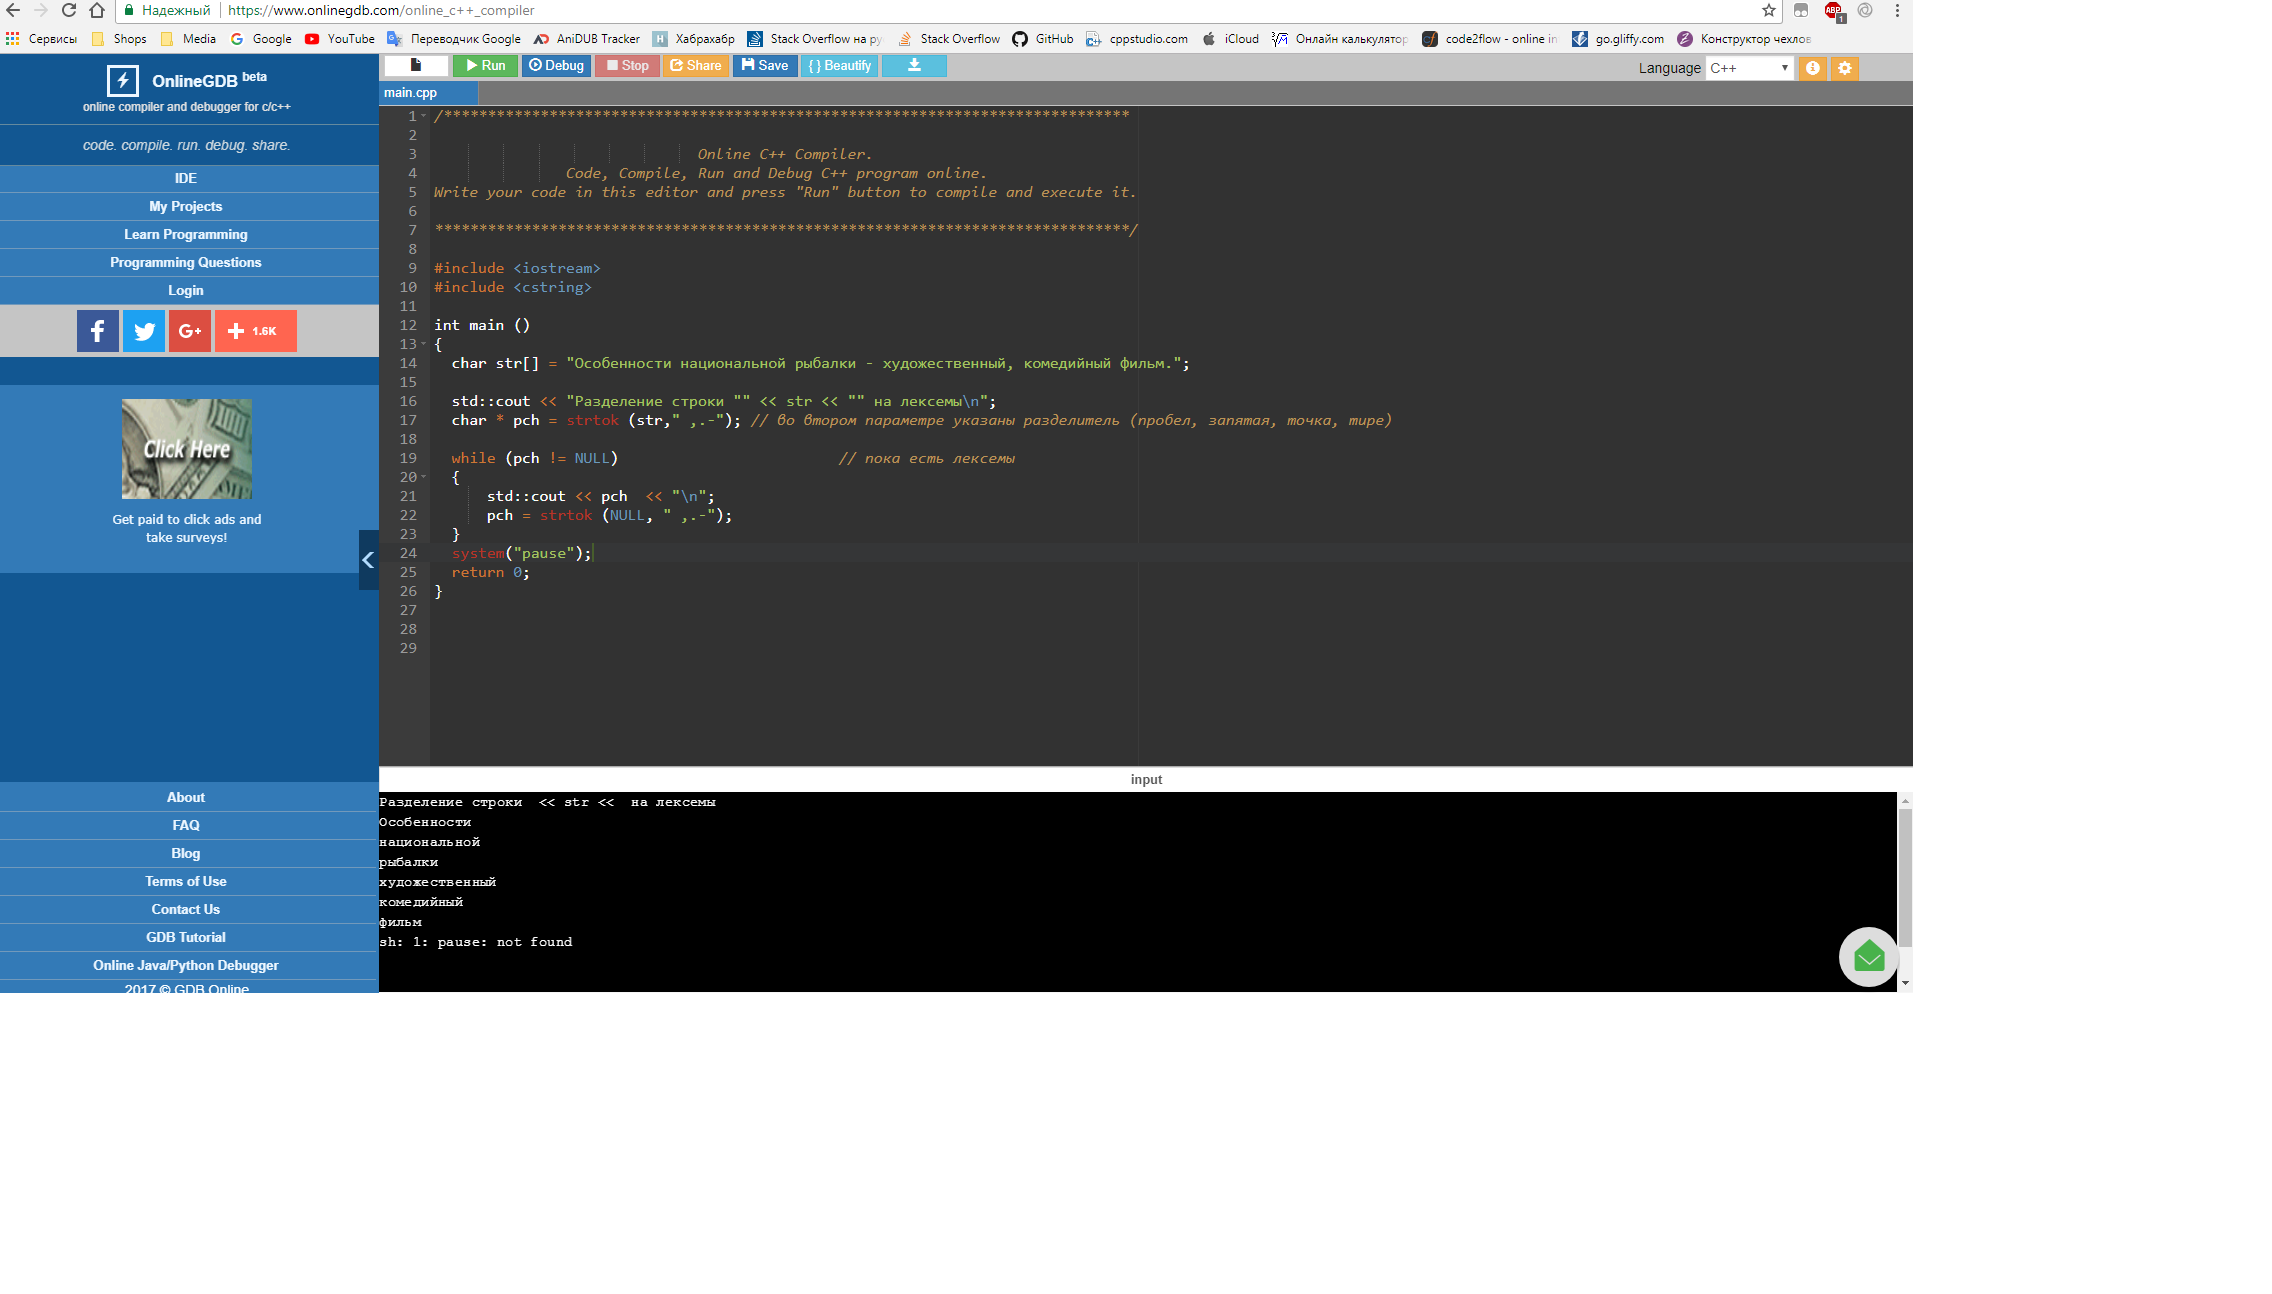 Надежный https://www.onlinegdb.com/online_c++_compiler
Сервисы Shops Media Google YouTube Переводчик Google AniDUB Tracker Хабрахабр Stack Overflow на ру Stack Overflow GitHub cppstudio.com iCloud Онлайн калькулятор code2flow - online in go.gliffy.com Конструктор чехлов
OnlineGDB beta
online compiler and debugger for c/c++
code. compile. run. debug. share.
IDE
My Projects
Learn Programming
Programming Questions
Login
1.6K
Click Here
Get paid to click ads and
take surveys!
About
FAQ
Blog
Terms of Use
Contact Us
GDB Tutorial
Online Java/Python Debugger
2017 © GDB Online
Run Debug Stop Share Save { } Beautify Language C++
main.cpp
1 /******************************************************************************
2
3 Online C++ Compiler.
4 Code, Compile, Run and Debug C++ program online.
5 Write your code in this editor and press "Run" button to compile and execute it.
6
7 *******************************************************************************/
8
9 #include <iostream>
10 #include <cstring>
11
12 int main ()
13 {
14 char str[] = "Особенности национальной рыбалки - художественный, комедийный фильм.";
15
16 std::cout << "Разделение строки "" << str << "" на лексемы\n";
17 char * pch = strtok (str," ,.-"); // во втором параметре указаны разделитель (пробел, запятая, точка, тире)
18
19 while (pch != NULL) // пока есть лексемы
20 {
21 std::cout << pch << "\n";
22 pch = strtok (NULL, " ,.-");
23 }
24 system("pause");
25 return 0;
26 }
27
28
29
input
Разделение строки << str << на лексемы
Особенности
национальной
рыбалки
художественный
комедийный
фильм
sh: 1: pause: not found